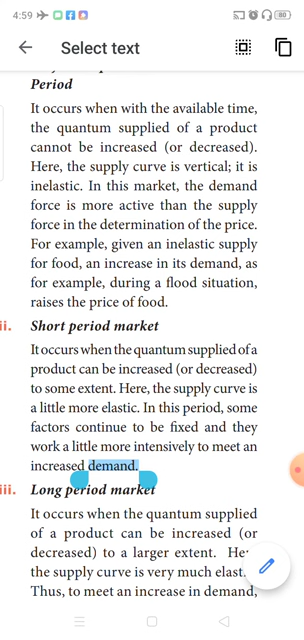 4:59
80
Select text
Period
It occurs when with the available time,
the quantum supplied of a product
cannot be increased (or decreased).
Here, the supply curve is vertical; it is
inelastic. In this market, the demand
force is more active than the supply
force in the determination of the price.
For example, given an inelastic supply
for food, an increase in its demand, as
for example, during a flood situation,
raises the price of food.
ii. Short period market
It occurs when the quantum supplied of a
product can be increased (or decreased)
to some extent. Here, the supply curve is
a little more elastic. In this period, some
factors continue to be fixed and they
work a little more intensively to meet an
increased demand.
iii. Long period market
It occurs when the quantum supplied
of a product can be increased (or
decreased) to a larger extent.
the supply curve is very much
Thus, to meet an increase in demand,